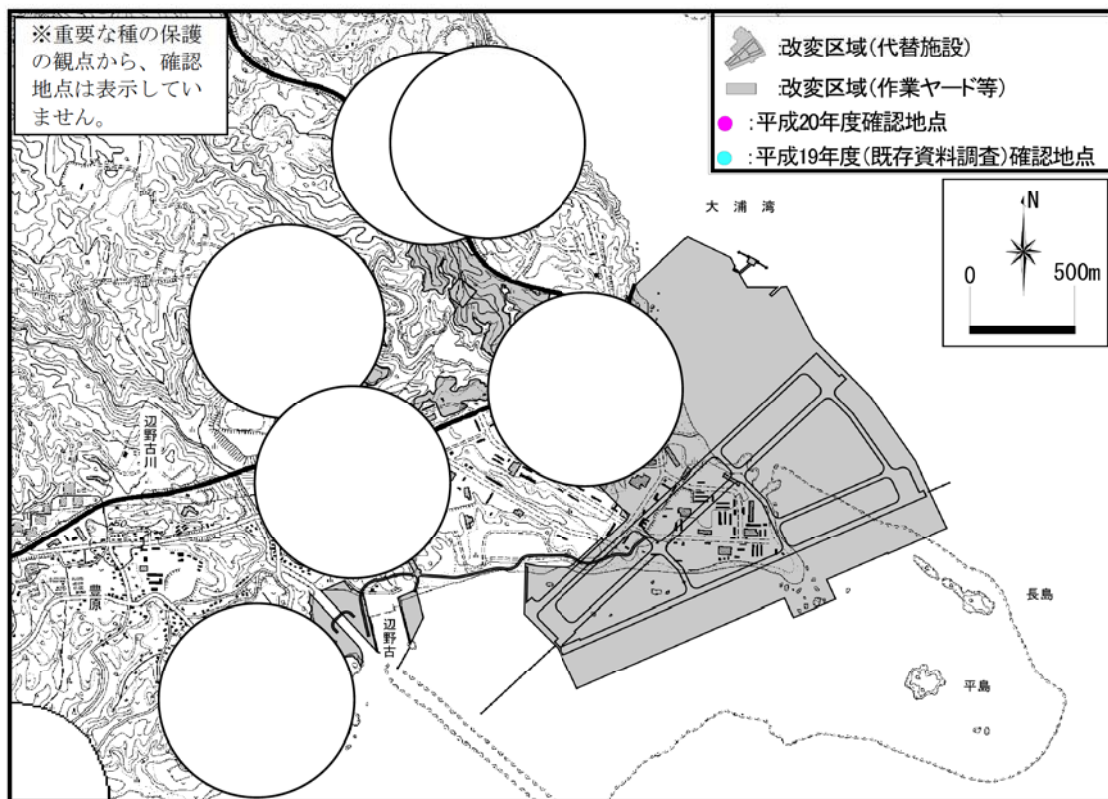 ※重要な種の保護
の観点から、確認
地点は表示してい
ません。
:改変区域(代替施設)
:改変区域(作業ヤード等)
:平成20年度確認地点
:平成19年度(既存資料調査)確認地点
N
0 500m
大浦湾
辺野古川
豊原
辺野古
長島
平島